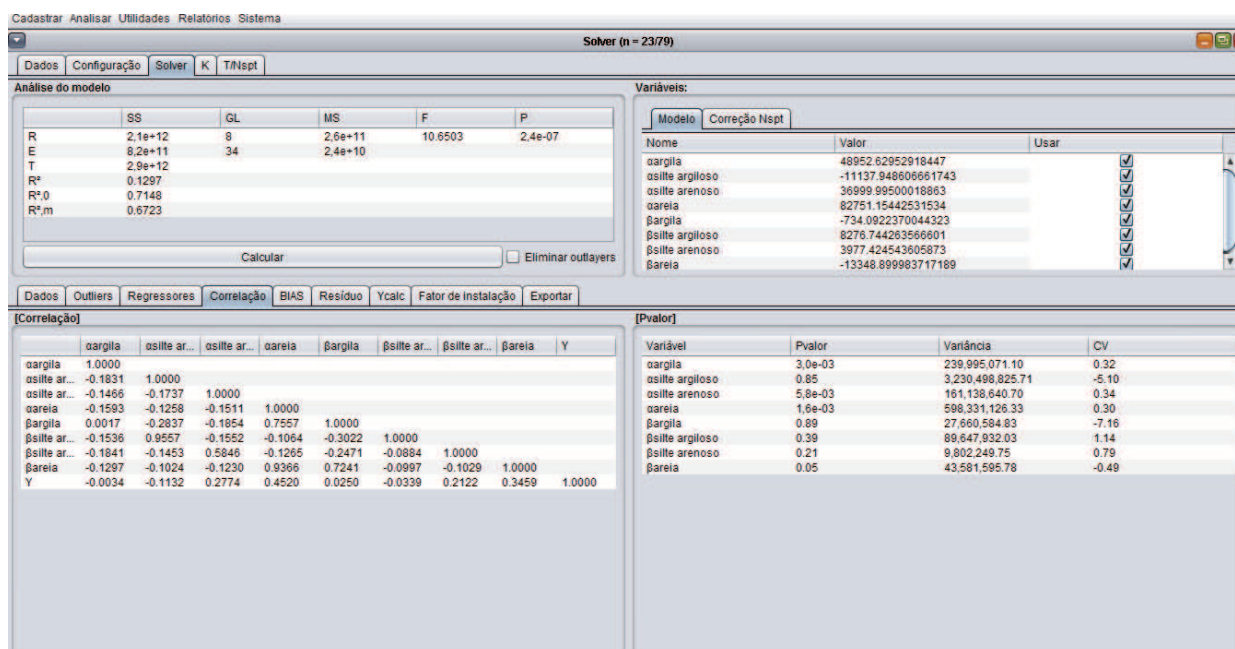 Cadastrar Analisar Utilidades Relatórios Sistema
Solver (n = 23/79)
Dados Configuração Solver K T/Nspt
Análise do modelo
SS GL MS F P
R 2,1e+12 8 2,6e+11 10.6503 2,4e-07
E 8,2e+11 34 2,4e+10
T 2,9e+12
R² 0.1297
R²,0 0.7148
R²,m 0.6723
Calcular Eliminar outlayers
Variáveis:
Modelo Correção Nspt
Nome Valor Usar
αargila 48952.62952918447
αsilte argiloso -11137.948606661743
αsilte arenoso 36999.99500018863
αareia 82751.15442531534
βargila -734.0922370044323
βsilte argiloso 8276.744263566601
βsilte arenoso 3977.424543605873
βareia -13348.899983717189
Dados Outliers Regressores Correlação BIAS Resíduo Ycalc Fator de instalação Exportar
[Correlação]
αargila αsilte ar... αsilte ar... αareia βargila βsilte ar... βsilte ar... βareia Y
αargila 1.0000
αsilte ar... -0.1831 1.0000
αsilte ar... -0.1466 -0.1737 1.0000
αareia -0.1593 -0.1258 -0.1511 1.0000
βargila 0.0017 -0.2837 -0.1854 0.7557 1.0000
βsilte ar... -0.1536 0.9557 -0.1552 -0.1064 -0.3022 1.0000
βsilte ar... -0.1841 -0.1453 0.5846 -0.1265 -0.2471 -0.0884 1.0000
βareia -0.1297 -0.1024 -0.1230 0.9366 0.7241 -0.0997 -0.1029 1.0000
Y -0.0034 -0.1132 0.2774 0.4520 0.0250 -0.0339 0.2122 0.3459 1.0000
[Pvalor]
Variável Pvalor Variância CV
αargila 3,0e-03 239,995,071.10 0.32
αsilte argiloso 0.85 3,230,498,825.71 -5.10
αsilte arenoso 5,8e-03 161,138,640.70 0.34
αareia 1,6e-03 598,331,126.33 0.30
βargila 0.89 27,660,584.83 -7.16
βsilte argiloso 0.39 89,647,932.03 1.14
βsilte arenoso 0.21 9,802,249.75 0.79
βareia 0.05 43,581,595.78 -0.49